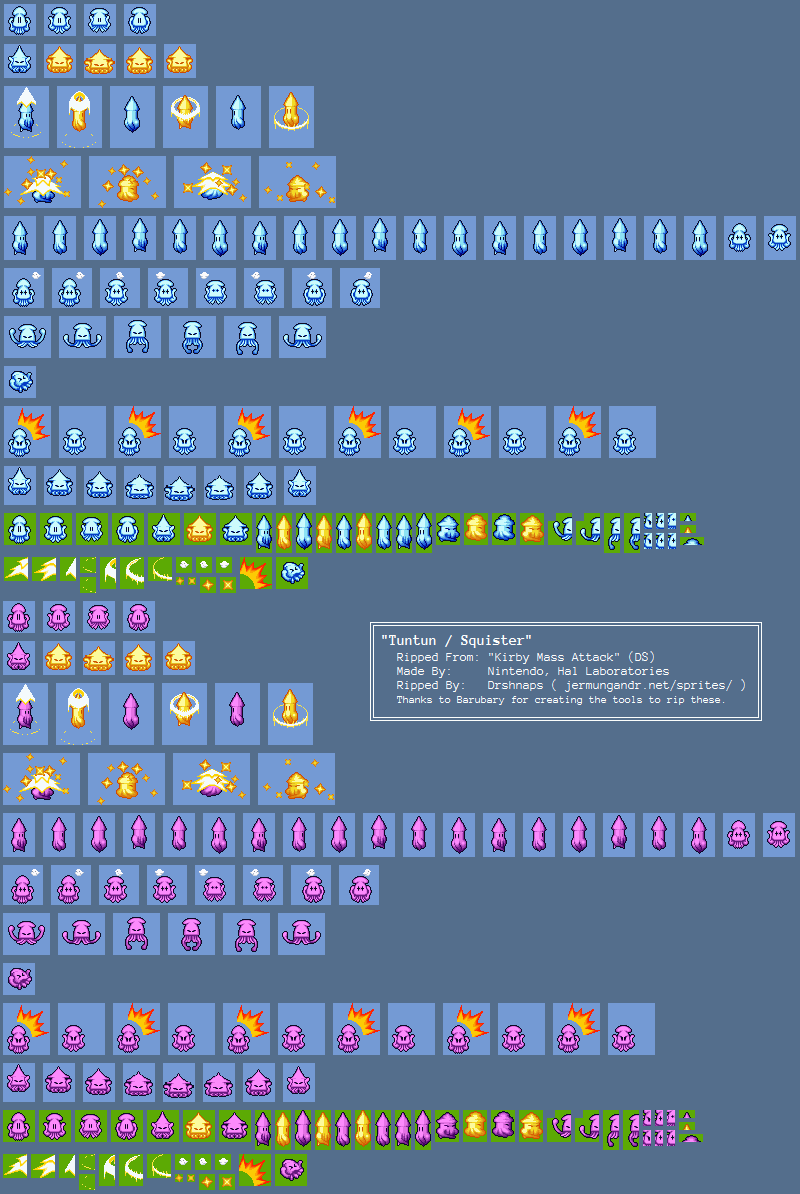 "Tuntun / Squister"
Ripped From: "Kirby Mass Attack" (DS)
Made By: Nintendo, Hal Laboratories
Ripped By: Drshnaps ( jermungandr.net/sprites/ )
Thanks to Barubary for creating the tools to rip these.